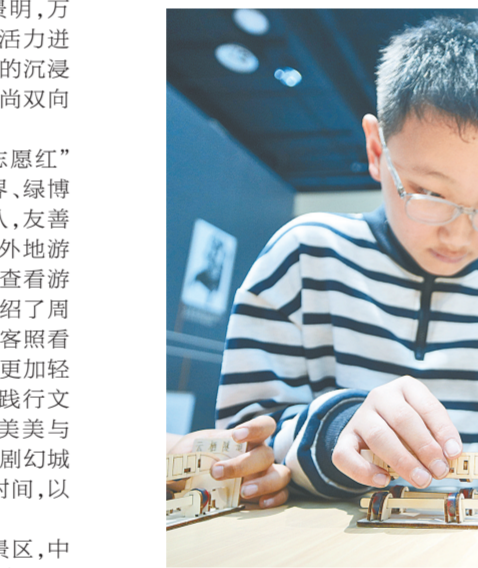 景明，万
活力迸
的沉浸
尚双向
志愿红”
界、绿博
人，友善
外地游
查看游
绍了周
客照看
更加轻
践行文
美美与
剧幻城
时间，以
景区，中